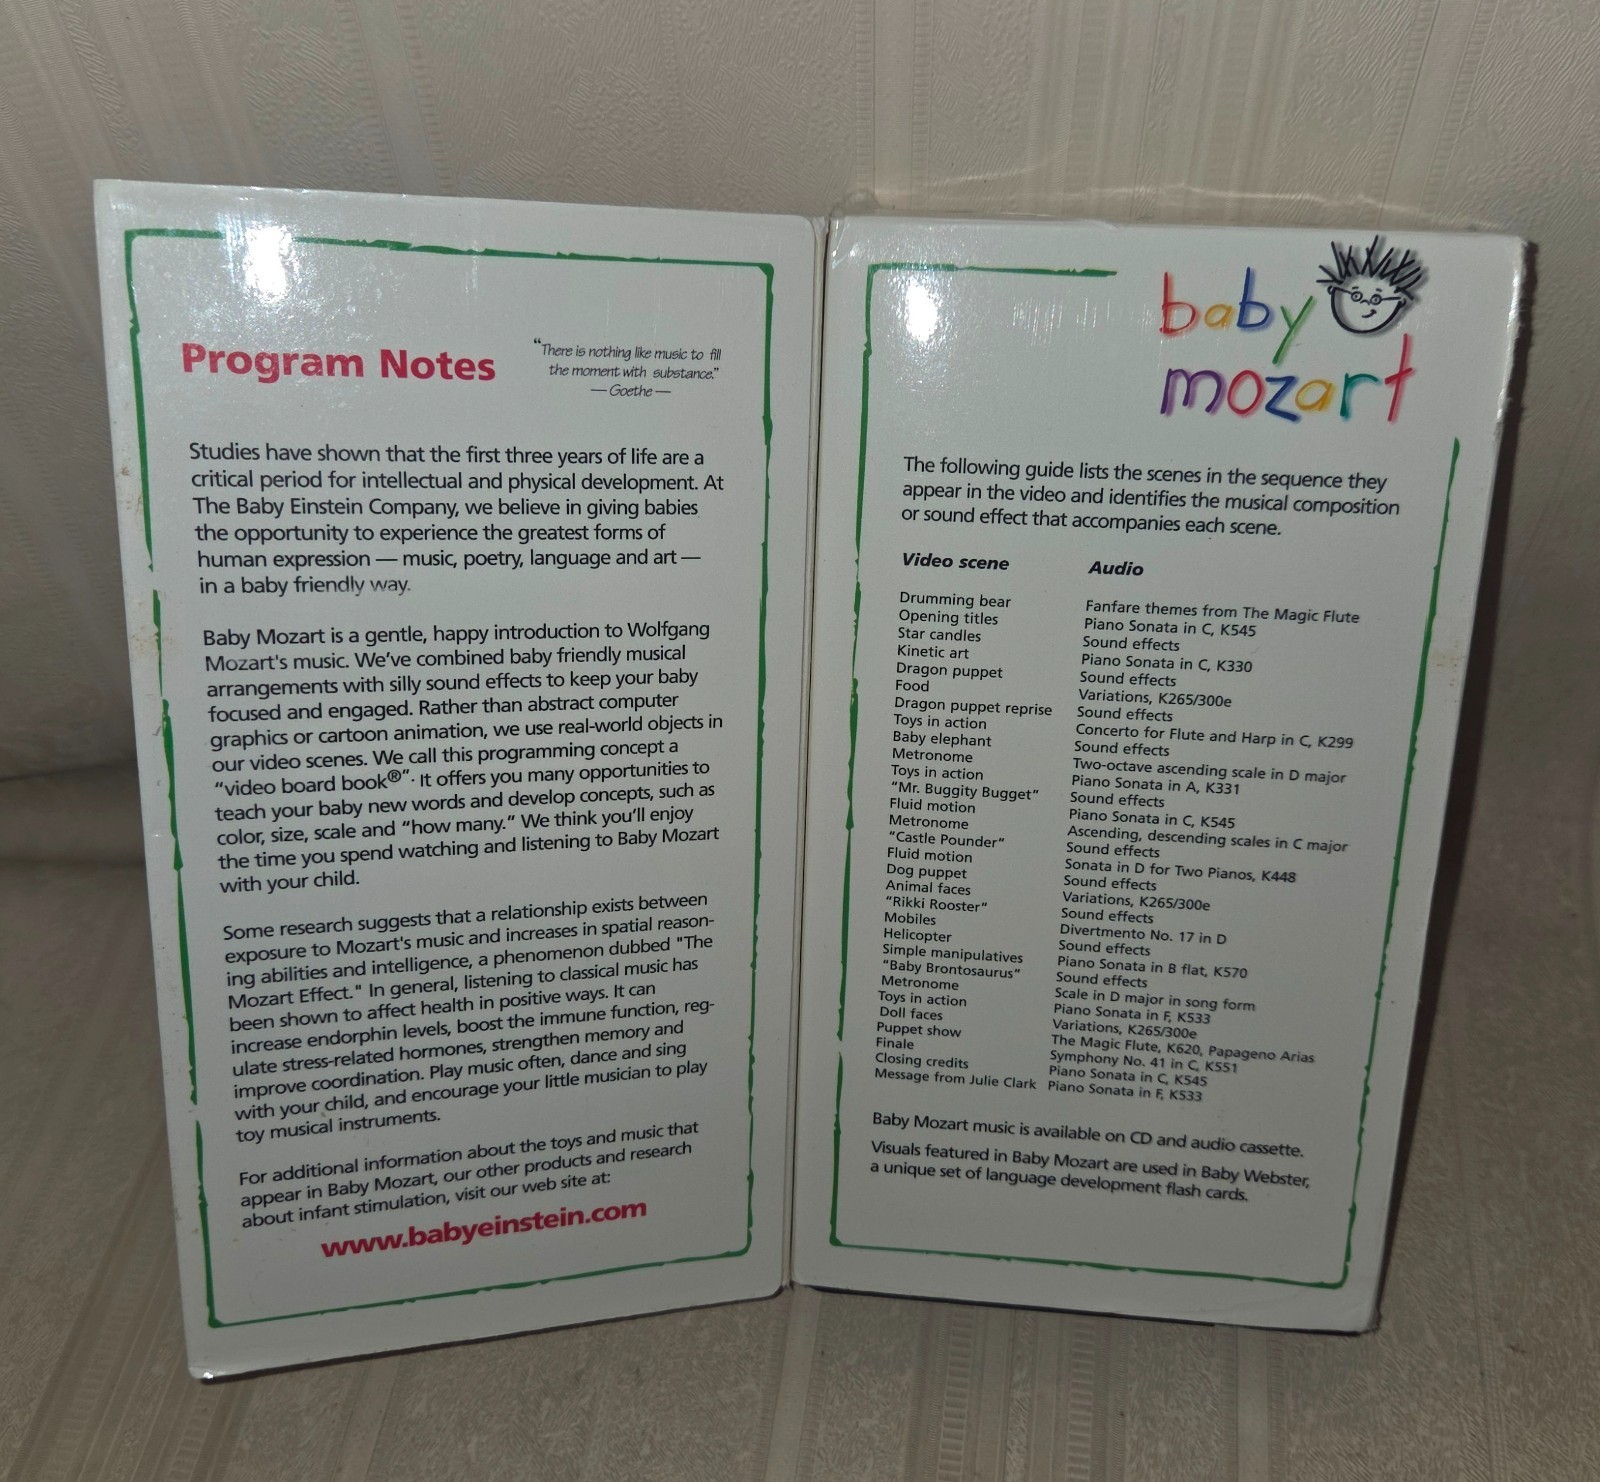 Program Notes
“There is nothing like music to fill
the moment with substance.”
— Goethe —
Studies have shown that the first three years of life are a
critical period for intellectual and physical development. At
The Baby Einstein Company, we believe in giving babies
the opportunity to experience the greatest forms of
human expression — music, poetry, language and art —
in a baby friendly way.
Baby Mozart is a gentle, happy introduction to Wolfgang
Mozart's music. We've combined baby friendly musical
arrangements with silly sound effects to keep your baby
focused and engaged. Rather than abstract computer
graphics or cartoon animation, we use real-world objects in
our video scenes. We call this programming concept a
“video board book®”. It offers you many opportunities to
teach your baby new words and develop concepts, such as
color, size, scale and “how many.” We think you'll enjoy
the time you spend watching and listening to Baby Mozart
with your child.
Some research suggests that a relationship exists between
exposure to Mozart's music and increases in spatial reason-
ing abilities and intelligence, a phenomenon dubbed "The
Mozart Effect." In general, listening to classical music has
been shown to affect health in positive ways. It can
increase endorphin levels, boost the immune function, reg-
ulate stress-related hormones, strengthen memory and
improve coordination. Play music often, dance and sing
with your child, and encourage your little musician to play
toy musical instruments.
For additional information about the toys and music that
appear in Baby Mozart, our other products and research
about infant stimulation, visit our web site at:
www.babyeinstein.com
baby
mozart
The following guide lists the scenes in the sequence they
appear in the video and identifies the musical composition
or sound effect that accompanies each scene.
Video scene Audio
Drumming bear Fanfare themes from The Magic Flute
Opening titles Piano Sonata in C, K545
Star candles Sound effects
Kinetic art Piano Sonata in C, K330
Dragon puppet Sound effects
Food Variations, K265/300e
Dragon puppet reprise Sound effects
Toys in action Concerto for Flute and Harp in C, K299
Baby elephant Sound effects
Metronome Two-octave ascending scale in D major
Toys in action Piano Sonata in A, K331
“Mr. Buggity Bugget” Sound effects
Fluid motion Piano Sonata in C, K545
Metronome Ascending, descending scales in C major
“Castle Pounder” Sound effects
Fluid motion Sonata in D for Two Pianos, K448
Dog puppet Sound effects
Animal faces Variations, K265/300e
“Rikki Rooster” Sound effects
Mobiles Divertmento No. 17 in D
Helicopter Sound effects
Simple manipulatives Piano Sonata in B flat, K570
“Baby Brontosaurus” Sound effects
Metronome Scale in D major in song form
Toys in action Piano Sonata in F, K533
Doll faces Variations, K265/300e
Puppet show The Magic Flute, K620, Papageno Arias
Finale Symphony No. 41 in C, K551
Closing credits Piano Sonata in C, K545
Message from Julie Clark Piano Sonata in F, K533
Baby Mozart music is available on CD and audio cassette.
Visuals featured in Baby Mozart are used in Baby Webster,
a unique set of language development flash cards.